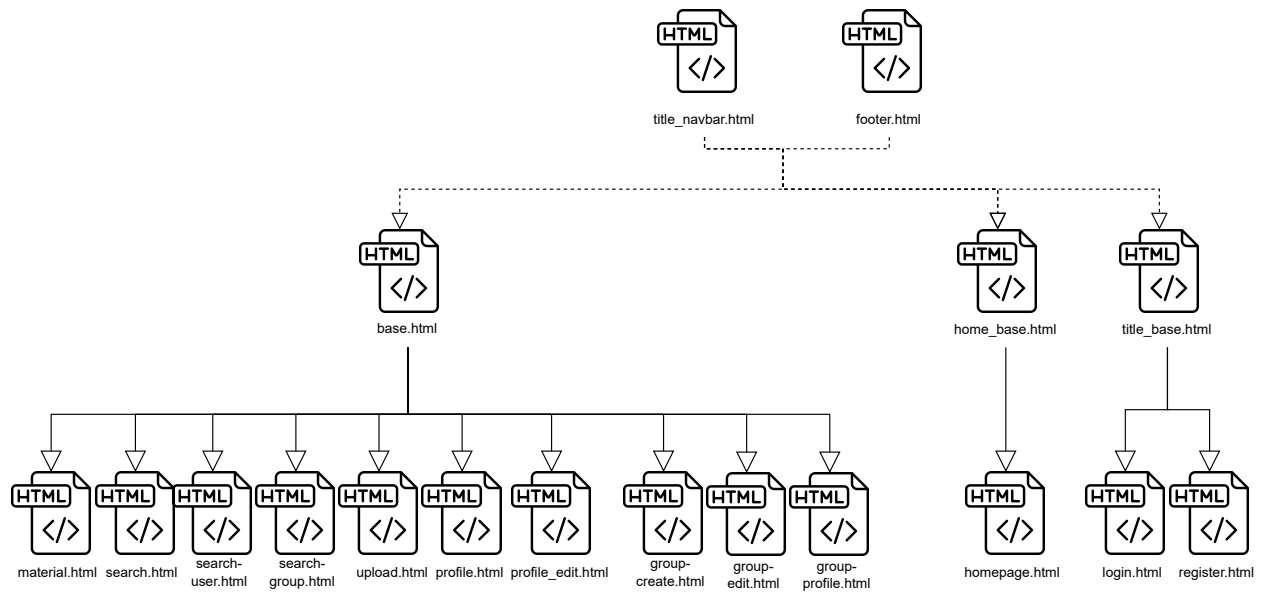 HTML
HTML
title_navbar.html
footer.html
HTML
HTML
HTML
base.html
home_base.html
title_base.html
HTML
HTML
HTML
HTML
HTML
HTML
HTML
HTML
HTML
HTML
HTML
HTML
HTML
material.html
search.html
search-
user.html
search-
group.html
upload.html
profile.html
profile_edit.html
group-
create.html
group-
edit.html
group-
profile.html
homepage.html
login.html
register.html